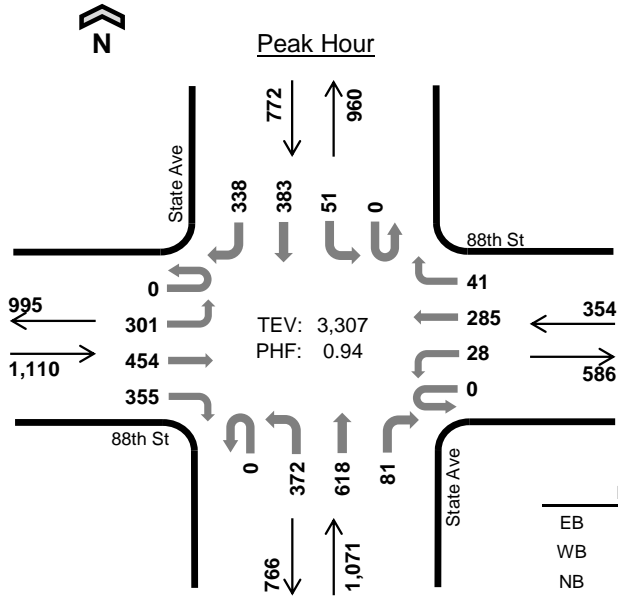 N
Peak Hour
772
960
State Ave
338
383
51
0
88th St
0
41
995
301
TEV: 3,307
285
354
1,110
454
PHF: 0.94
28
586
355
0
88th St
0
372
618
81
State Ave
766
1,071
EB
WB
NB